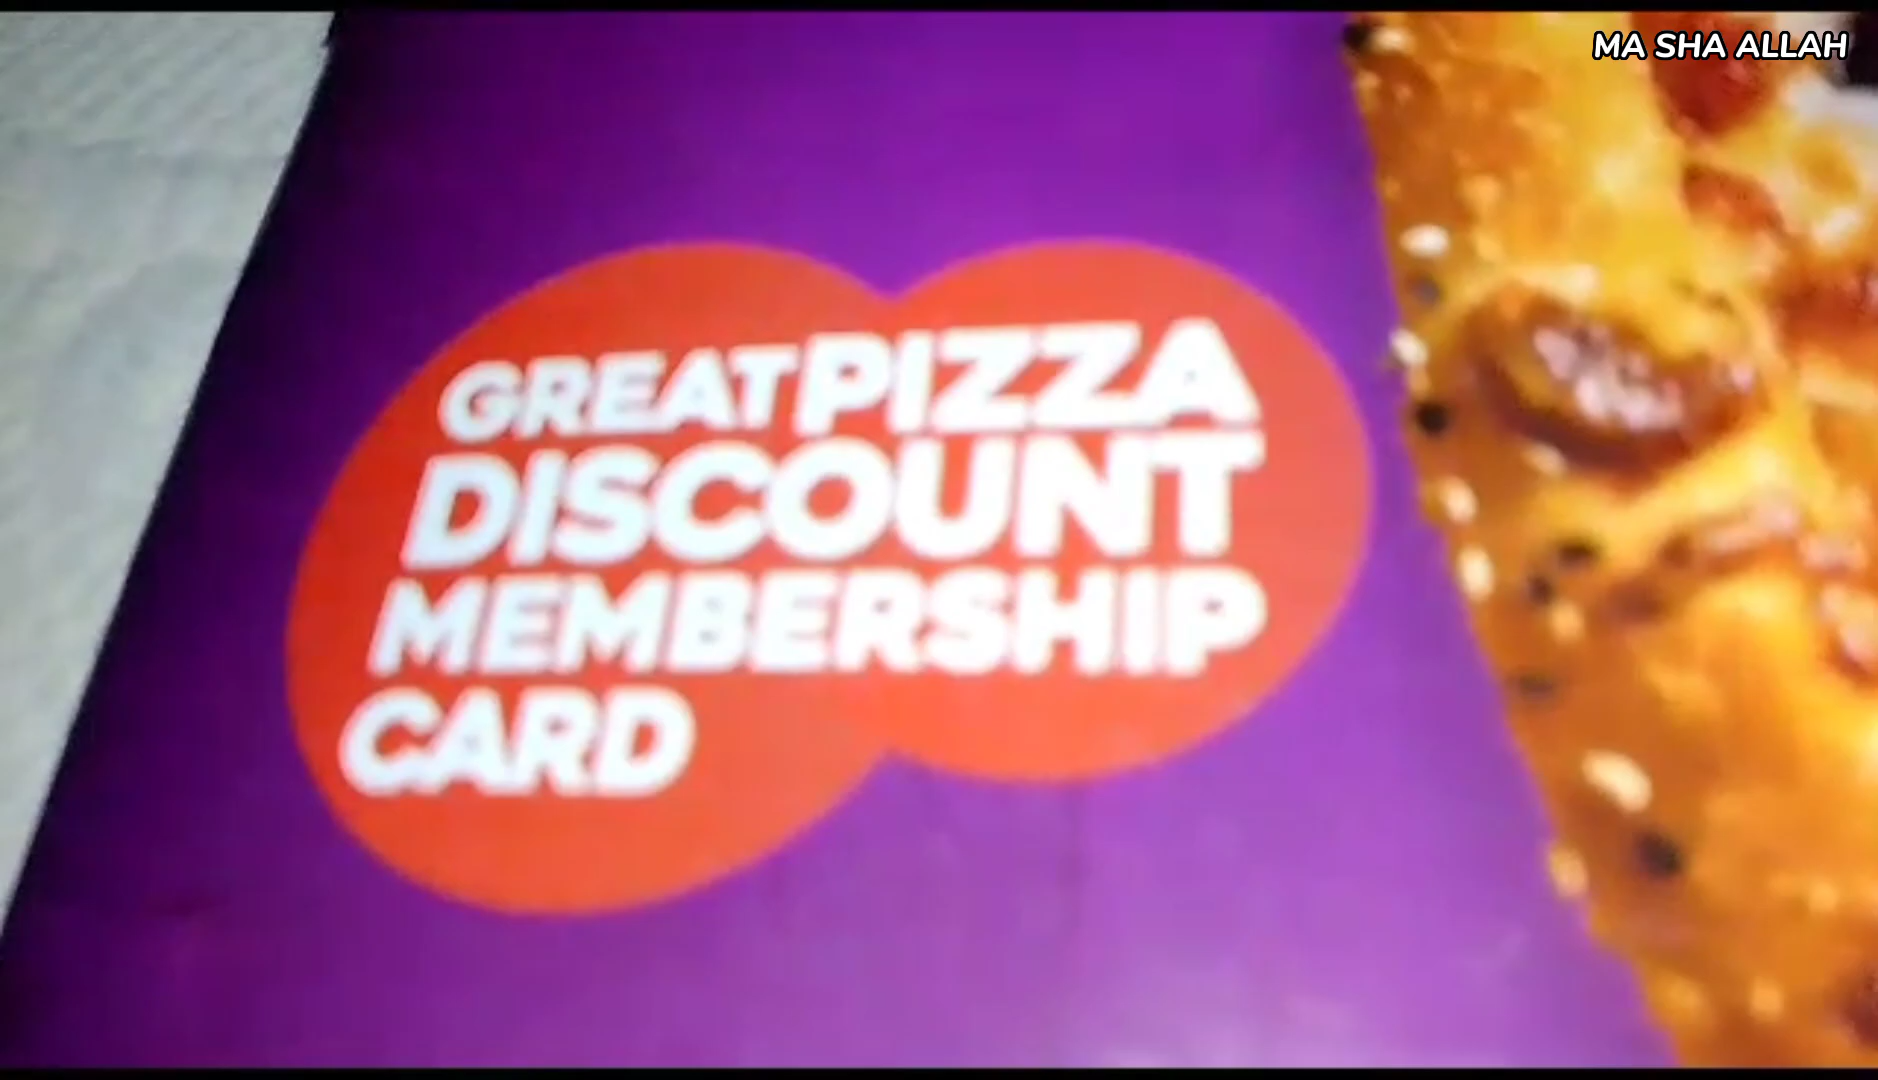 MA SHA ALLAH
GREAT PIZZA
DISCOUNT
MEMBERSHIP
CARD